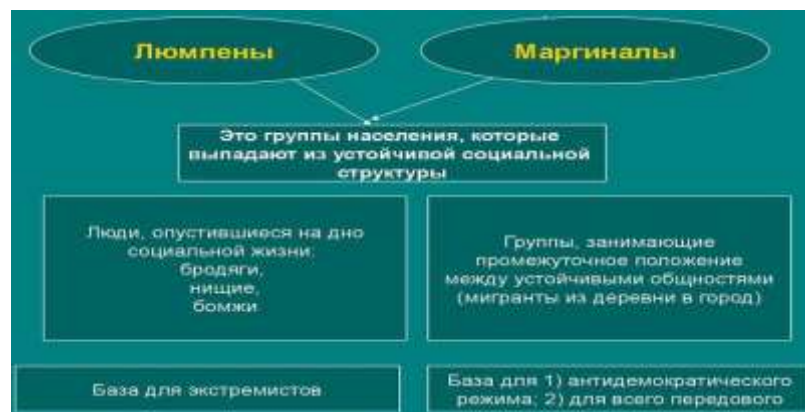 Люмпены
Маргиналы
Это группы населения, которые
выпадают из устойчивой социальной
структуры
Люди, опустившиеся на дно
социальной жизни:
бродяги,
нищие,
бомжи
Группы, занимающие
промежуточное положение
между устойчивыми общностями
(мигранты из деревни в город)
База для экстремистов
База для 1) антидемократического
режима; 2) для всего передового